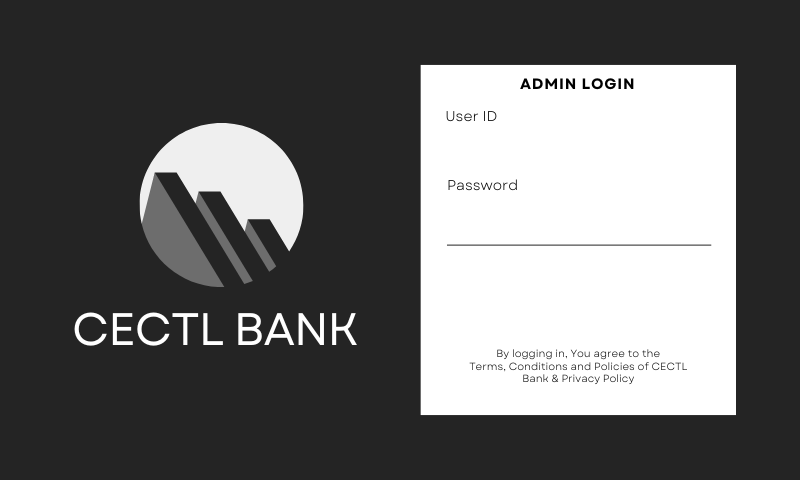 CECTL BANK
ADMIN LOGIN
User ID
Password
By logging in, You agree to the
Terms, Conditions and Policies of CECTL
Bank & Privacy Policy